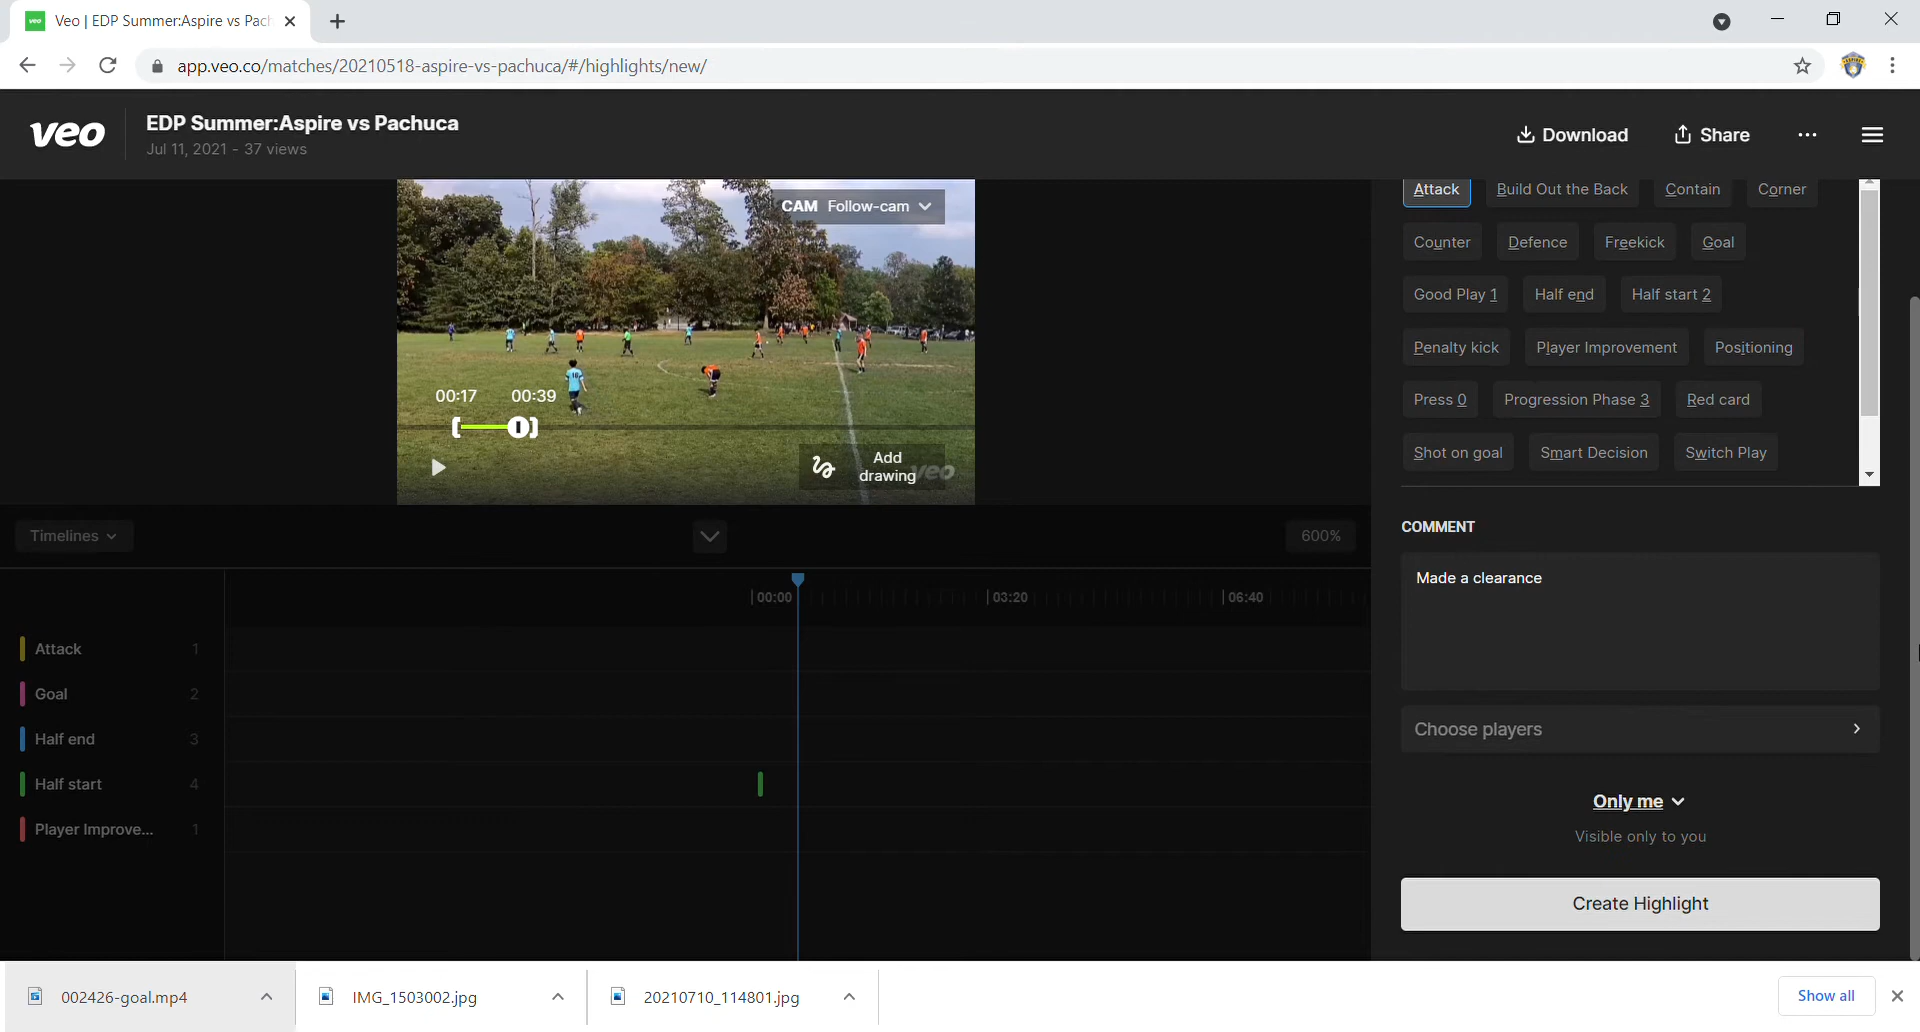 Veo | EDP Summer:Aspire vs Pach
app.veo.co/matches/20210518-aspire-vs-pachuca/#/highlights/new/
veo
EDP Summer:Aspire vs Pachuca
Jul 11, 2021 - 37 views
Download
Share
CAM Follow-cam
00:17 00:39
Add
drawing
veo
Attack Build Out the Back Contain Corner
Counter Defence Freekick Goal
Good Play 1 Half end Half start 2
Penalty kick Player Improvement Positioning
Press 0 Progression Phase 3 Red card
Shot on goal Smart Decision Switch Play
COMMENT
Made a clearance
Choose players
Only me
Visible only to you
Create Highlight
Timelines
600%
00:00 03:20 06:40
Attack 1
Goal 2
Half end 3
Half start 4
Player Improve... 1
002426-goal.mp4
IMG_1503002.jpg
20210710_114801.jpg
Show all